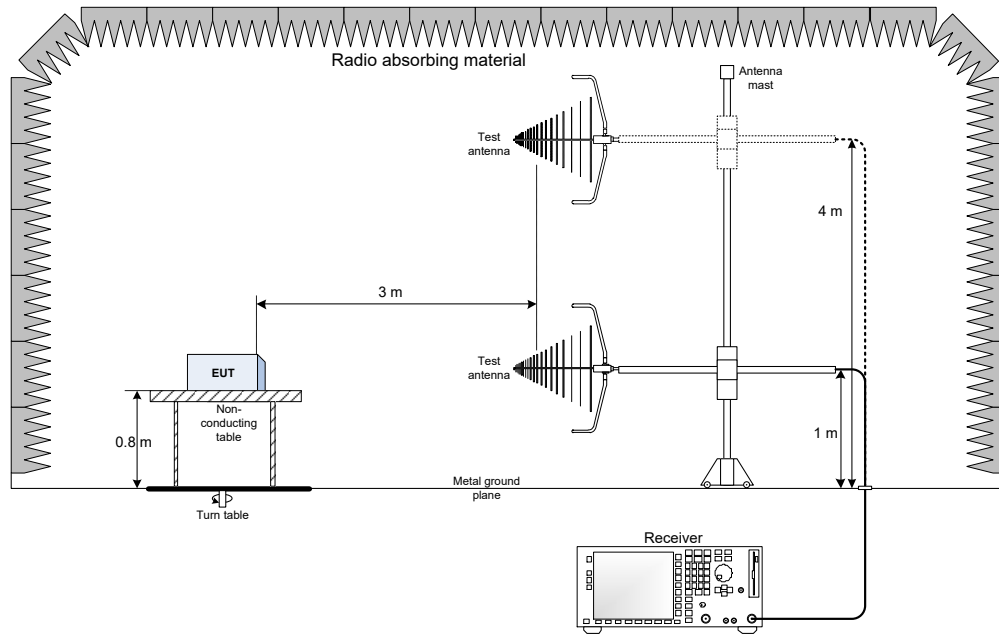 Radio absorbing material
Antenna
mast
Test
antenna
4 m
3 m
Test
antenna
EUT
Non-
conducting
table
0.8 m
1 m
Metal ground
plane
Turn table
Receiver